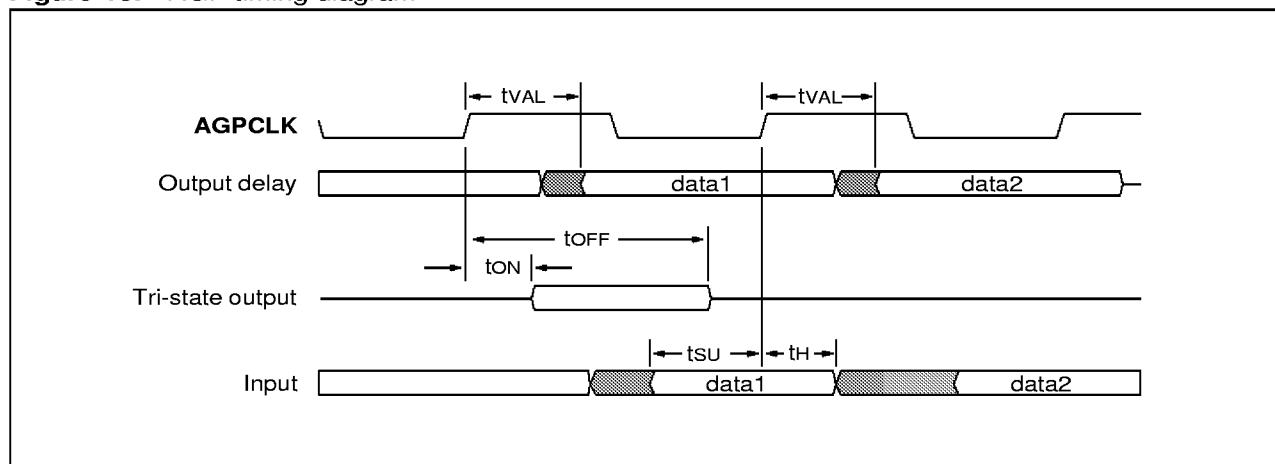 tVAL
tVAL
AGPCLK
Output delay
data1
data2
tOFF
tON
Tri-state output
tSU
tH
Input
data1
data2